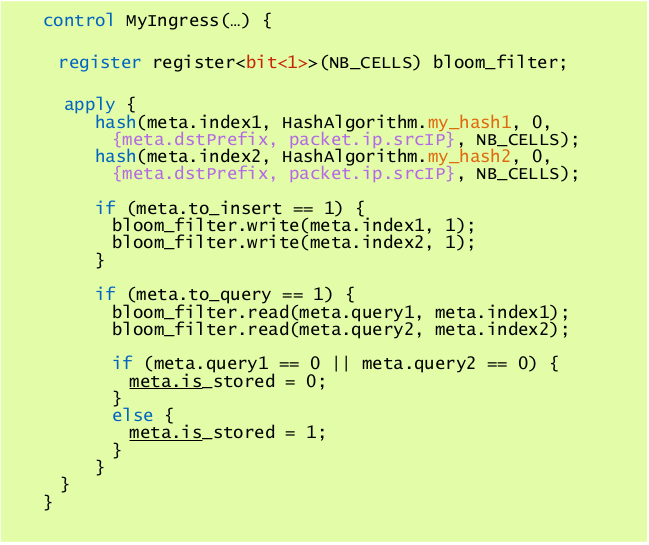 control MyIngress(…) {
register register<bit<1>>(NB_CELLS) bloom_filter;
apply {
hash(meta.index1, HashAlgorithm.my_hash1, 0,
{meta.dstPrefix, packet.ip.srcIP}, NB_CELLS);
hash(meta.index2, HashAlgorithm.my_hash2, 0,
{meta.dstPrefix, packet.ip.srcIP}, NB_CELLS);
if (meta.to_insert == 1) {
bloom_filter.write(meta.index1, 1);
bloom_filter.write(meta.index2, 1);
}
if (meta.to_query == 1) {
bloom_filter.read(meta.query1, meta.index1);
bloom_filter.read(meta.query2, meta.index2);
if (meta.query1 == 0 || meta.query2 == 0) {
meta.is_stored = 0;
}
else {
meta.is_stored = 1;
}
}
}
}